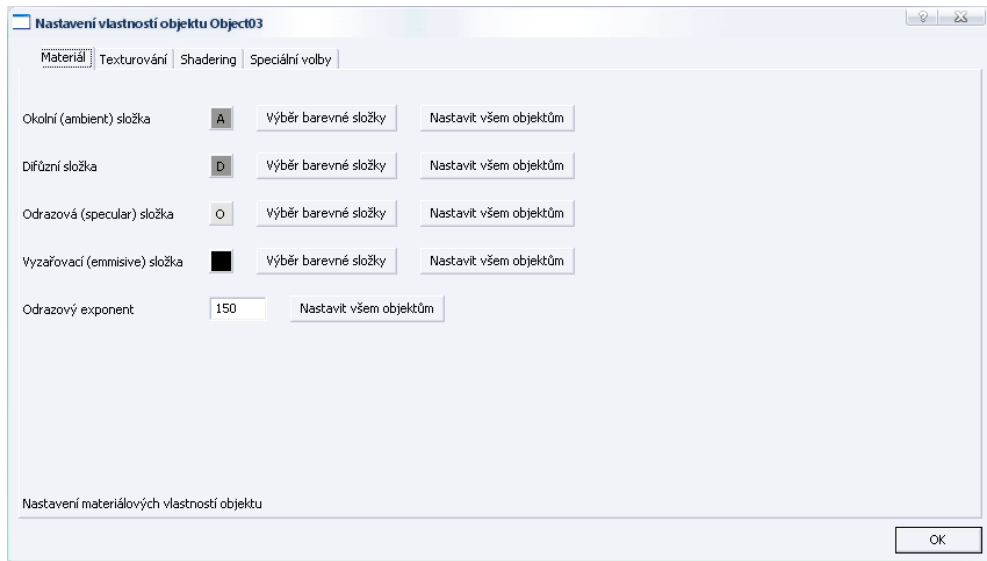 Nastavení vlastností objektu Object03
Materiál Texturování Shadering Speciální volby
Okolní (ambient) složka A Výběr barevné složky Nastavit všem objektům
Difůzní složka D Výběr barevné složky Nastavit všem objektům
Odrazová (specular) složka O Výběr barevné složky Nastavit všem objektům
Vyzařovací (emmisive) složka Výběr barevné složky Nastavit všem objektům
Odrazový exponent 150 Nastavit všem objektům
Nastavení materiálových vlastností objektu
OK